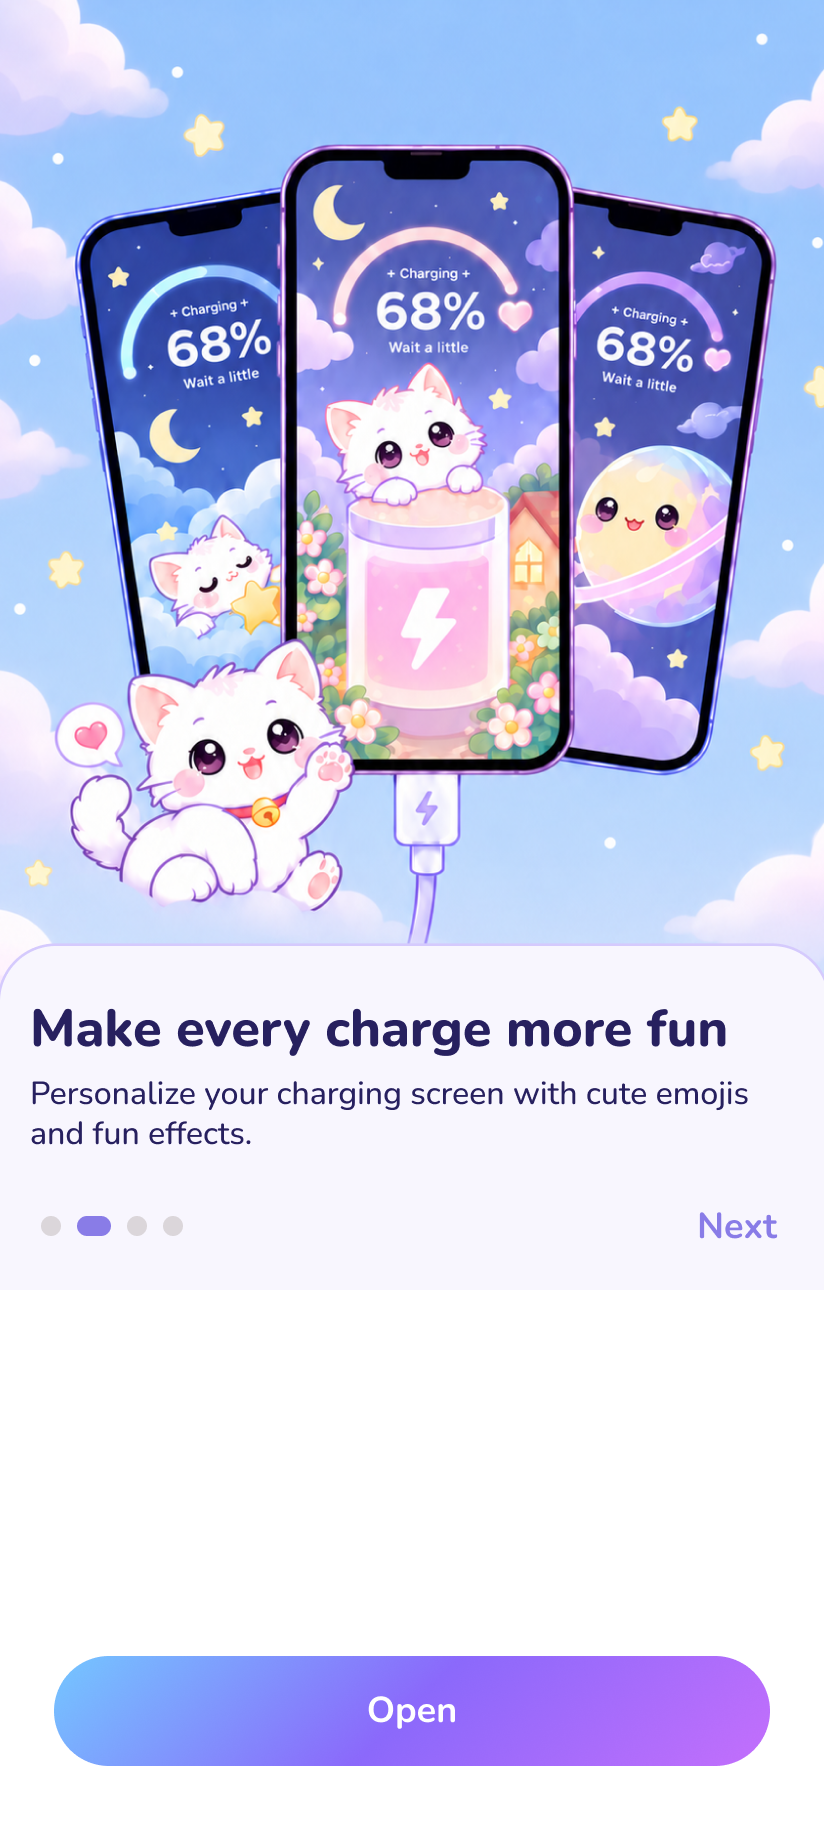 + Charging +
68%
Wait a little
+ Charging +
68%
Wait a little
+ Charging +
68%
Wait a little
Make every charge more fun
Personalize your charging screen with cute emojis
and fun effects.
Next
Open